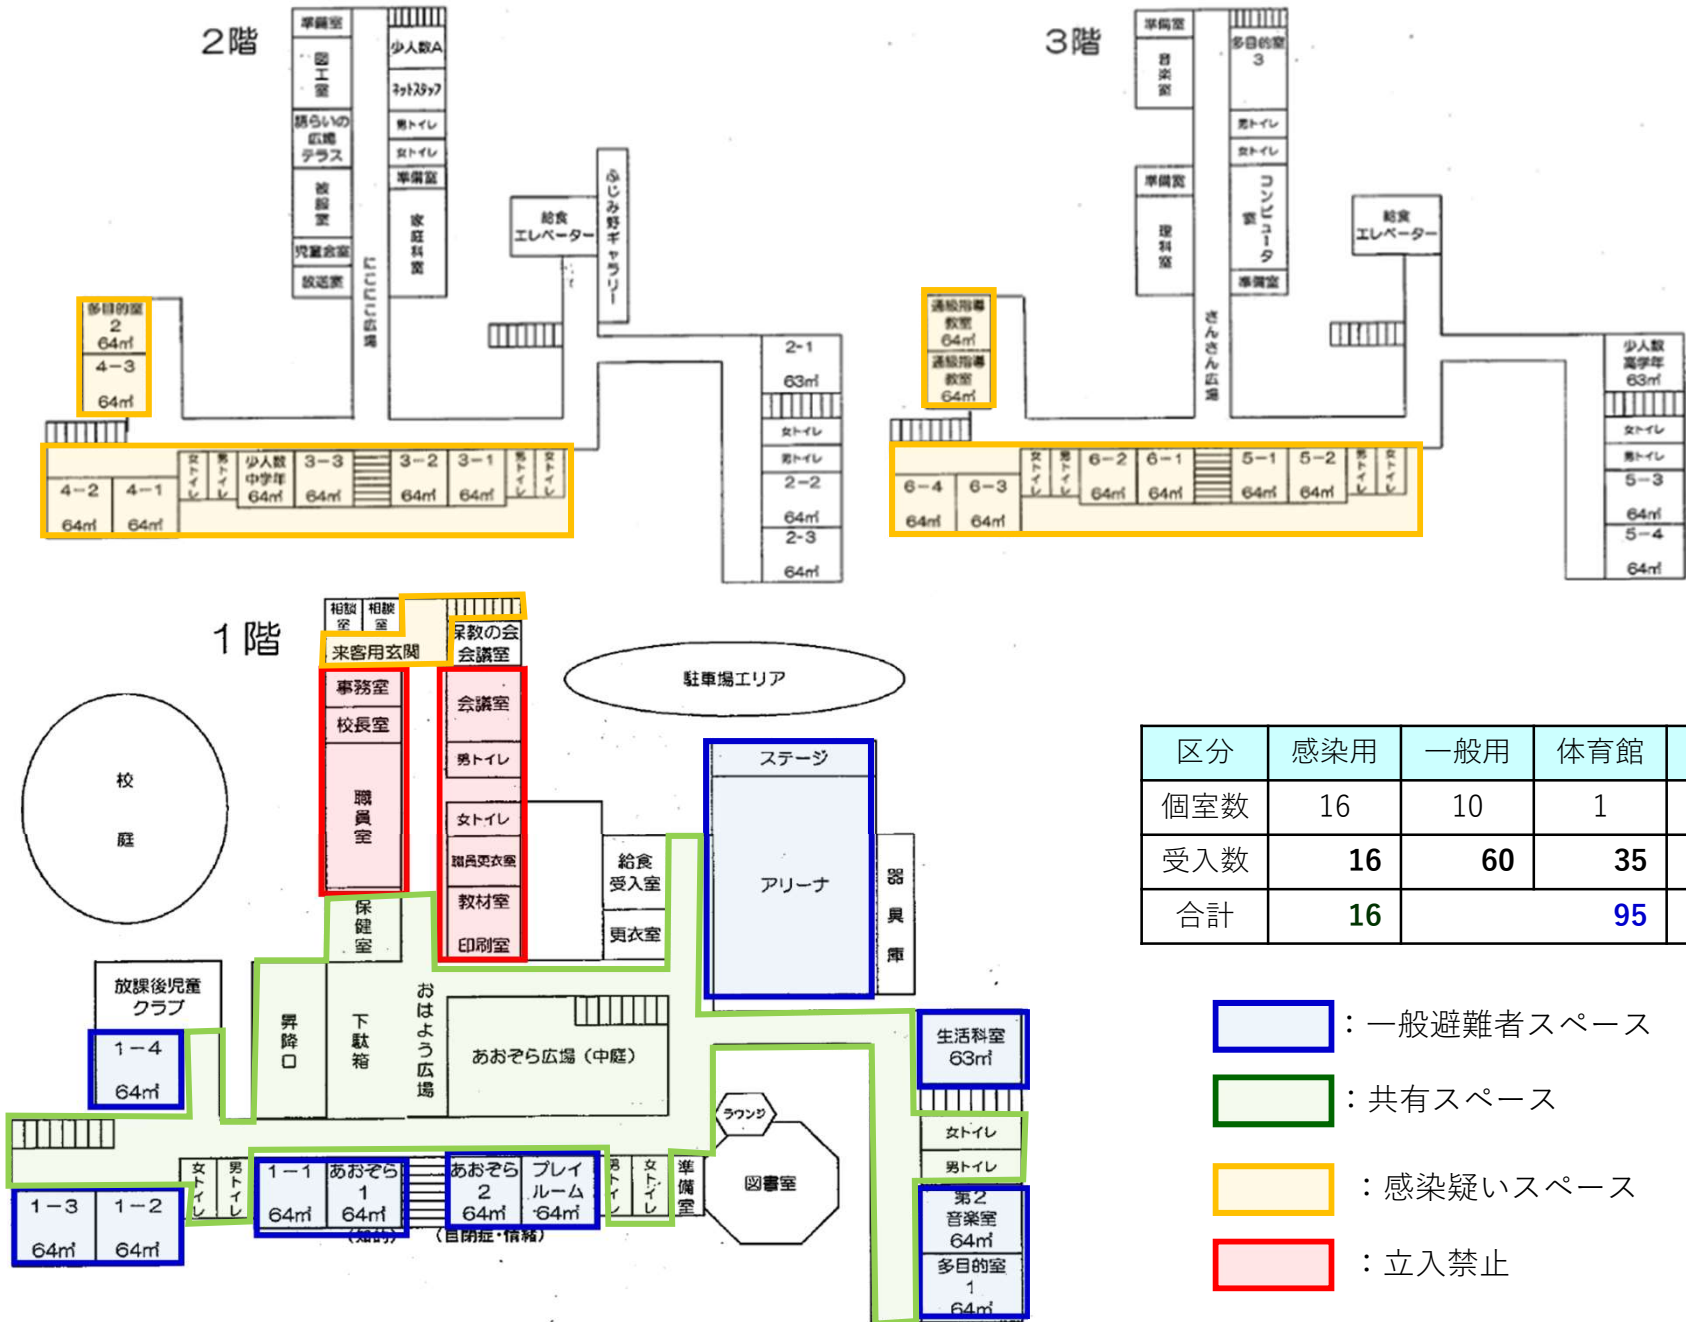 2階
準備室
図工室
語らいの
広場
テラス
被服室
児童会室
放送室
にこにこ広場
少人数A
ネットスタッフ
男トイレ
女トイレ
準備室
家庭科室
給食
エレベーター
ふじみ野ギャラリー
多目的室
2
64㎡
4-3
64㎡
4-2
64㎡
4-1
64㎡
女トイレ
男トイレ
少人数
中学年
64㎡
3-3
64㎡
3-2
64㎡
3-1
64㎡
男トイレ
女トイレ
2-1
63㎡
女トイレ
男トイレ
2-2
64㎡
2-3
64㎡
3階
準備室
音楽室
準備室
理科室
さんさん広場
多目的室
3
男トイレ
女トイレ
コンピュータ室
準備室
給食
エレベーター
通級指導
教室
64㎡
通級指導
教室
64㎡
6-4
64㎡
6-3
64㎡
女トイレ
男トイレ
6-2
64㎡
6-1
64㎡
5-1
64㎡
5-2
64㎡
男トイレ
女トイレ
少人数
高学年
63㎡
女トイレ
男トイレ
5-3
64㎡
5-4
64㎡
1階
相談室
相談室
来客用玄関
保教の会
会議室
事務室
校長室
職員室
保健室
会議室
男トイレ
女トイレ
職員更衣室
教材室
印刷室
給食
受入室
更衣室
駐車場エリア
校庭
ステージ
アリーナ
器具庫
放課後児童
クラブ
昇降口
下駄箱
おはよう広場
あおぞら広場（中庭）
1-4
64㎡
1-3
64㎡
1-2
64㎡
女トイレ
男トイレ
1-1
64㎡
あおぞら
1
64㎡
(知的)
あおぞら
2
64㎡
プレイ
ルーム
64㎡
(自閉症・情緒)
男トイレ
女トイレ
準備室
ラウンジ
図書室
生活科室
63㎡
女トイレ
男トイレ
第2
音楽室
64㎡
多目的室
1
64㎡
区分 感染用 一般用 体育館
個室数 16 10 1
受入数 16 60 35
合計 16 95
：一般避難者スペース
：共有スペース
：感染疑いスペース
：立入禁止